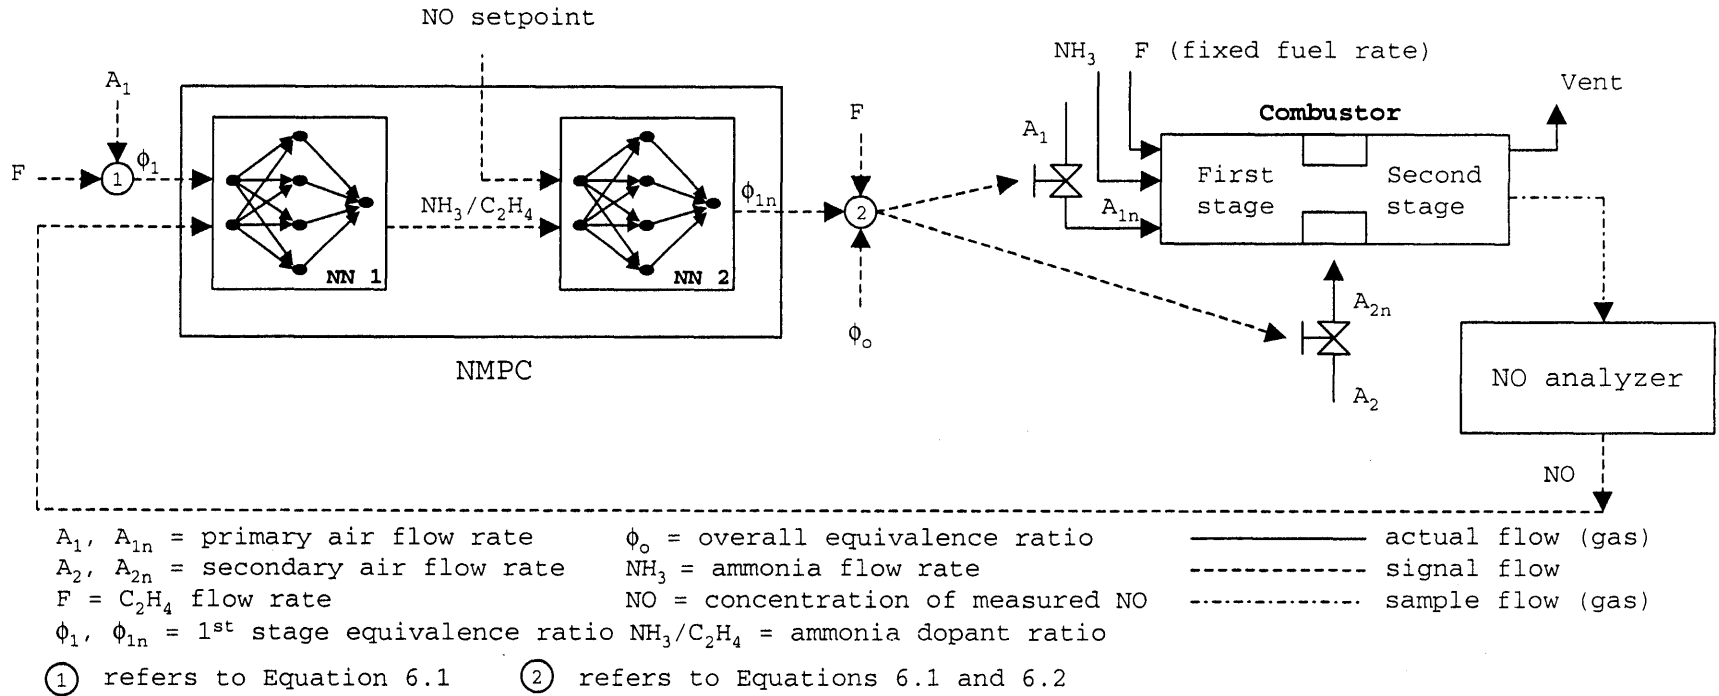 NO setpoint
NH₃ F (fixed fuel rate)
Vent
A₁
F
Combustor
A₁
F
1
ϕ₁
First stage
Second stage
NH₃/C₂H₄
ϕ₁ₙ
2
A₁ₙ
NN 1
NN 2
A₂ₙ
ϕₒ
NMPC
A₂
NO analyzer
NO
A₁, A₁ₙ = primary air flow rate
A₂, A₂ₙ = secondary air flow rate
F = C₂H₄ flow rate
ϕ₁, ϕ₁ₙ = 1ˢᵗ stage equivalence ratio
ϕₒ = overall equivalence ratio
NH₃ = ammonia flow rate
NO = concentration of measured NO
NH₃/C₂H₄ = ammonia dopant ratio
actual flow (gas)
signal flow
sample flow (gas)
1 refers to Equation 6.1
2 refers to Equations 6.1 and 6.2